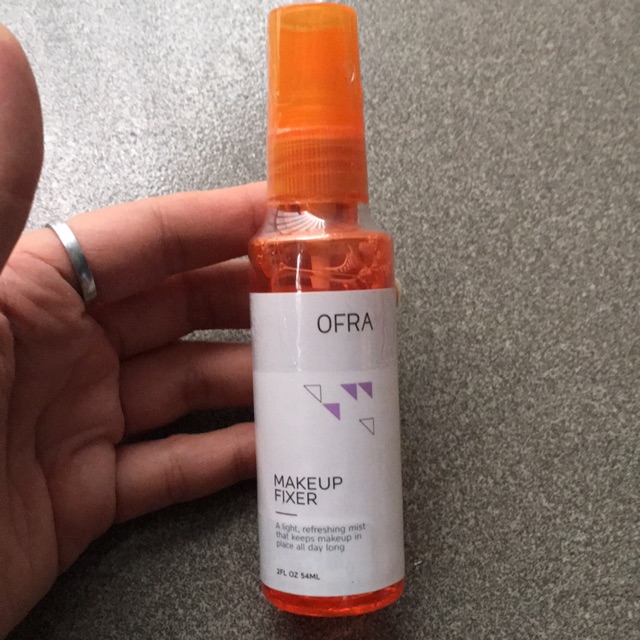 OFRA
MAKEUP
FIXER
A light, refreshing mist
that keeps makeup in
place all day long
2FL OZ 54ML